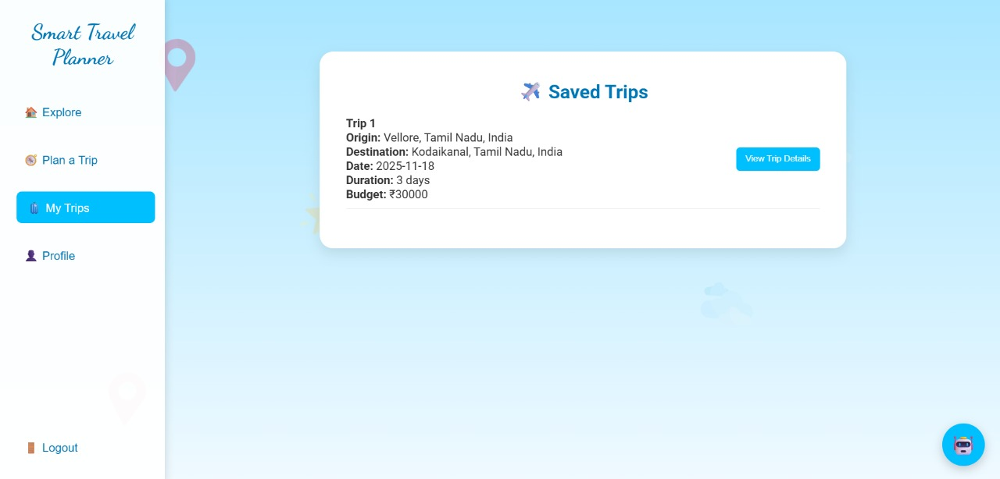 Smart Travel
Planner
Explore
Plan a Trip
My Trips
Profile
Logout
Saved Trips
Trip 1
Origin: Vellore, Tamil Nadu, India
Destination: Kodaikanal, Tamil Nadu, India
Date: 2025-11-18
Duration: 3 days
Budget: ₹30000
View Trip Details